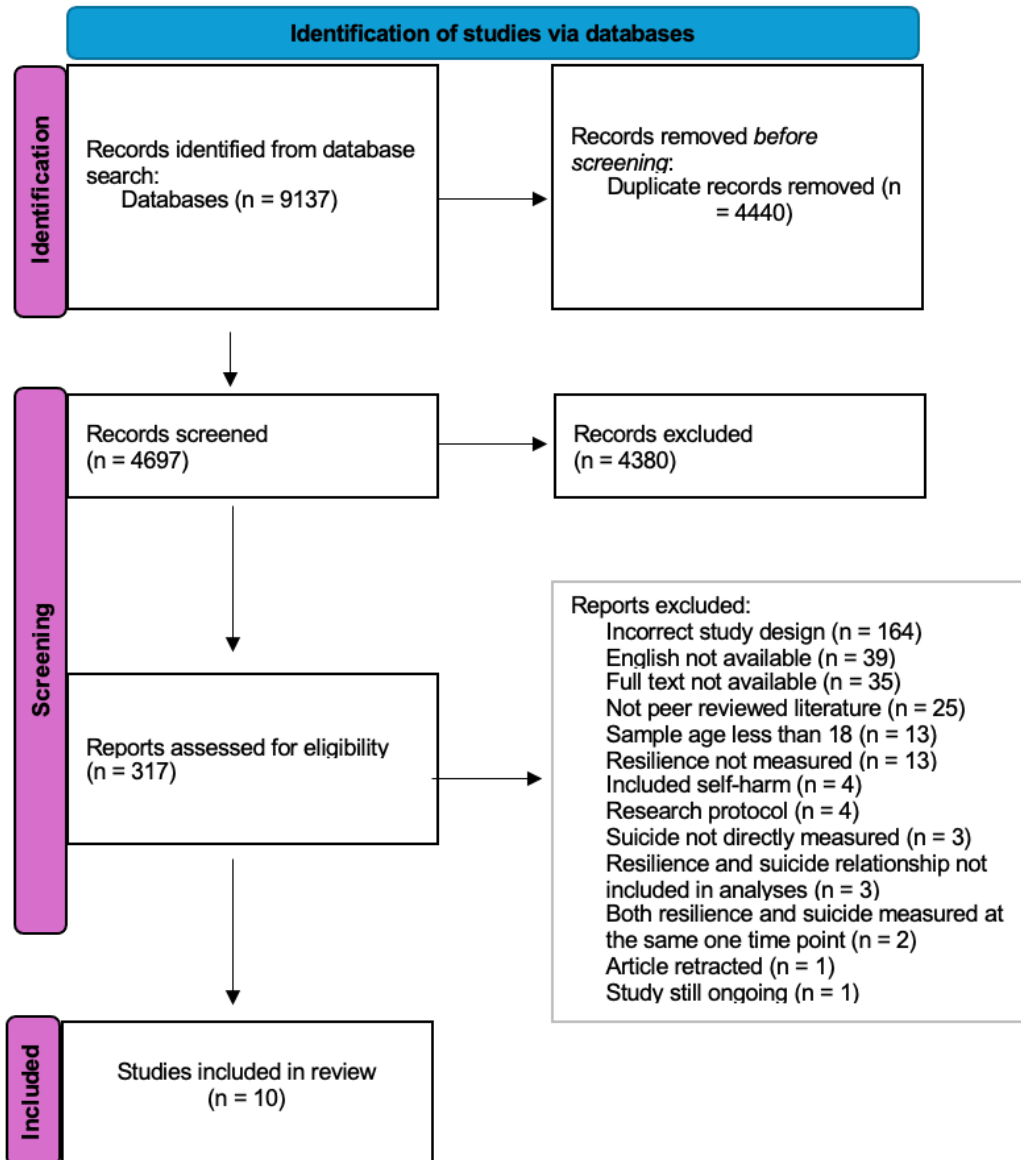 Identification of studies via databases
Identification
Records identified from database
search:
Databases (n = 9137)
Records removed before
screening:
Duplicate records removed (n
= 4440)
Screening
Records screened
(n = 4697)
Records excluded
(n = 4380)
Reports assessed for eligibility
(n = 317)
Reports excluded:
Incorrect study design (n = 164)
English not available (n = 39)
Full text not available (n = 35)
Not peer reviewed literature (n = 25)
Sample age less than 18 (n = 13)
Resilience not measured (n = 13)
Included self-harm (n = 4)
Research protocol (n = 4)
Suicide not directly measured (n = 3)
Resilience and suicide relationship not
included in analyses (n = 3)
Both resilience and suicide measured at
the same one time point (n = 2)
Article retracted (n = 1)
Study still ongoing (n = 1)
Included
Studies included in review
(n = 10)